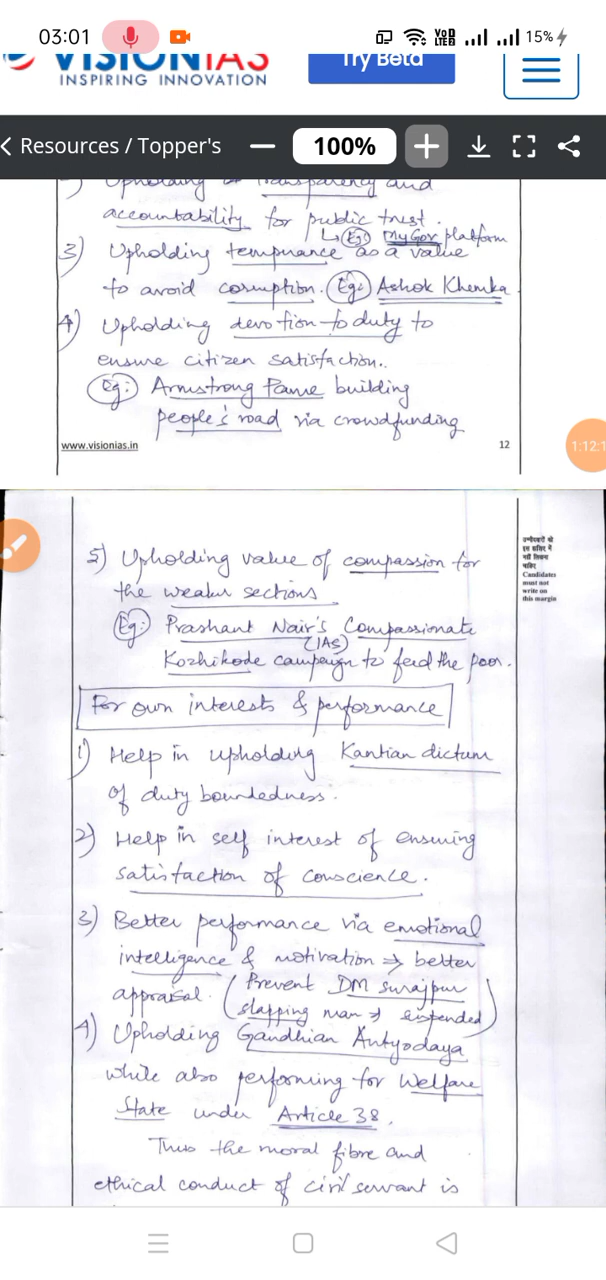 03:01
VoD LTE
15%
VISIONIAS
INSPIRING INNOVATION
Try Beta
Resources / Topper's
100%
Upholding of transparency and
accountability for public trust.
Eg: MyGov platform
3) Upholding tempurance as a value
to avoid corruption. Eg: Ashok Khemka
4) Upholding devotion-to duty to
ensure citizen satisfaction..
Eg: Armstrong Pame building
people's road via crowdfunding
www.visionias.in
12
1:12:1
उम्मीदवारों को
इस हाशिए में
नहीं लिखना
चाहिए
Candidates
must not
write on
this margin
5) Upholding value of compassion for
the weaker sections
Eg: Prashant Nair's Compassionate
(IAS)
Kozhikode campaign to feed the poor.
For own interests & performance
1) Help in upholding Kantian dictum
of duty boundedness.
2) Help in self interest of ensuring
satisfaction of conscience.
3) Better performance via emotional
intelligence & motivation ⇒ better
appraisal. (Prevent DM surajpur
slapping man ⇒ suspended)
4) Upholding Gandhian Antyodaya
while also performing for Welfare
State under Article 38.
Thus the moral fibre and
ethical conduct of civil servant is